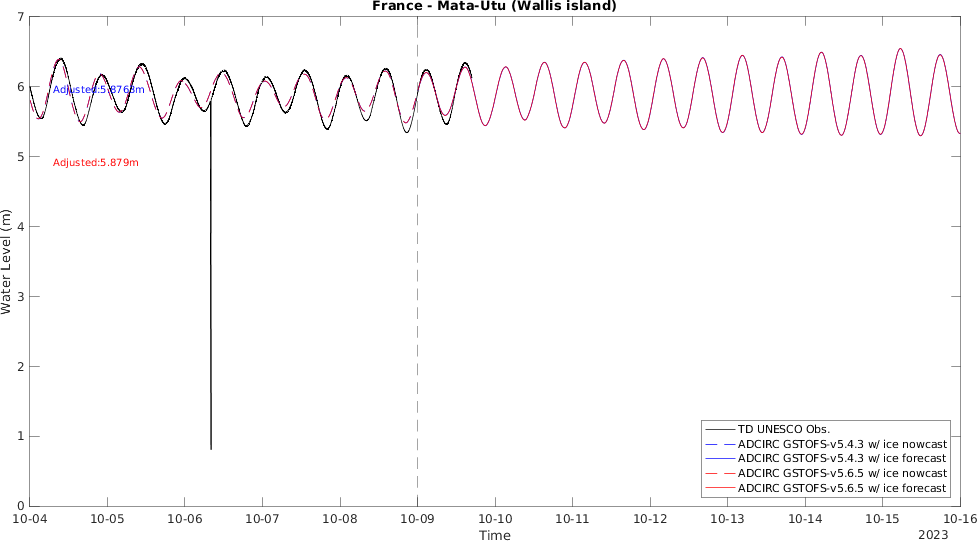 France - Mata-Utu (Wallis island)
7
6
5
4
3
2
1
0
Water Level (m)
Adjusted:5.8763m
Adjusted:5.879m
TD UNESCO Obs.
ADCIRC GSTOFS-v5.4.3 w/ ice nowcast
ADCIRC GSTOFS-v5.4.3 w/ ice forecast
ADCIRC GSTOFS-v5.6.5 w/ ice nowcast
ADCIRC GSTOFS-v5.6.5 w/ ice forecast
10-04 10-05 10-06 10-07 10-08 10-09 10-10 10-11 10-12 10-13 10-14 10-15 10-16
Time
2023